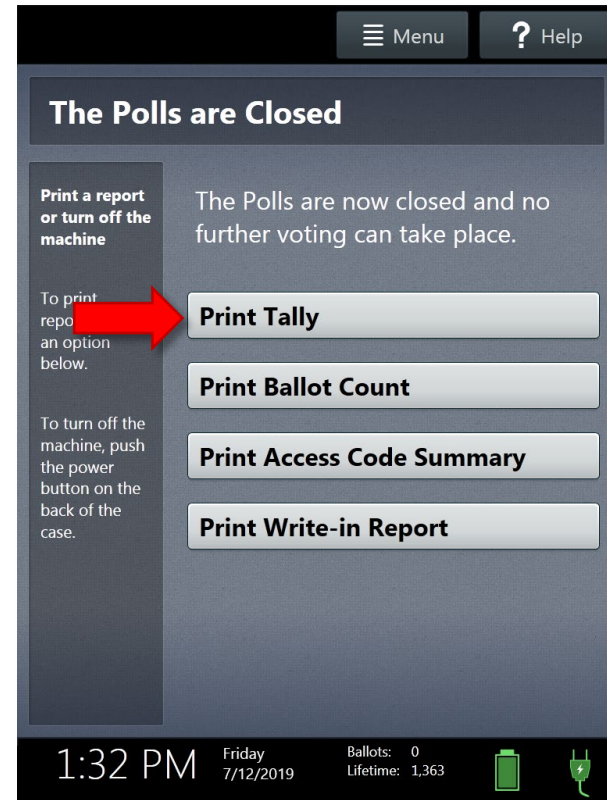 Menu
? Help
The Polls are Closed
Print a report
or turn off the
machine
To print
repo
an option
below.
To turn off the
machine, push
the power
button on the
back of the
case.
The Polls are now closed and no
further voting can take place.
Print Tally
Print Ballot Count
Print Access Code Summary
Print Write-in Report
1:32 PM
Friday
7/12/2019
Ballots: 0
Lifetime: 1,363